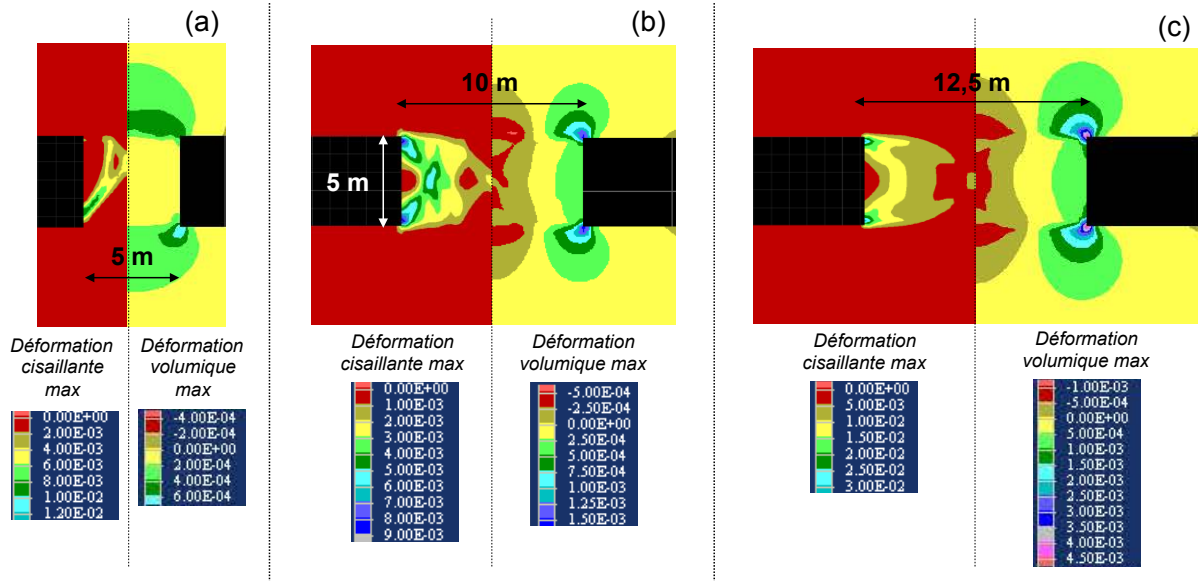 (a)
5 m
Déformation
cisaillante
max
Déformation
volumique
max
0.00E+00
2.00E-03
4.00E-03
6.00E-03
8.00E-03
1.00E-02
1.20E-02
-4.00E-04
-2.00E-04
0.00E+00
2.00E-04
4.00E-04
6.00E-04
(b)
10 m
5 m
Déformation
cisaillante max
Déformation
volumique max
0.00E+00
1.00E-03
2.00E-03
3.00E-03
4.00E-03
5.00E-03
6.00E-03
7.00E-03
8.00E-03
9.00E-03
-5.00E-04
-2.50E-04
0.00E+00
2.50E-04
5.00E-04
7.50E-04
1.00E-03
1.25E-03
1.50E-03
(c)
12,5 m
Déformation
cisaillante max
Déformation
volumique max
0.00E+00
5.00E-03
1.00E-02
1.50E-02
2.00E-02
2.50E-02
3.00E-02
-1.00E-03
-5.00E-04
0.00E+00
5.00E-04
1.00E-03
1.50E-03
2.00E-03
2.50E-03
3.00E-03
3.50E-03
4.00E-03
4.50E-03